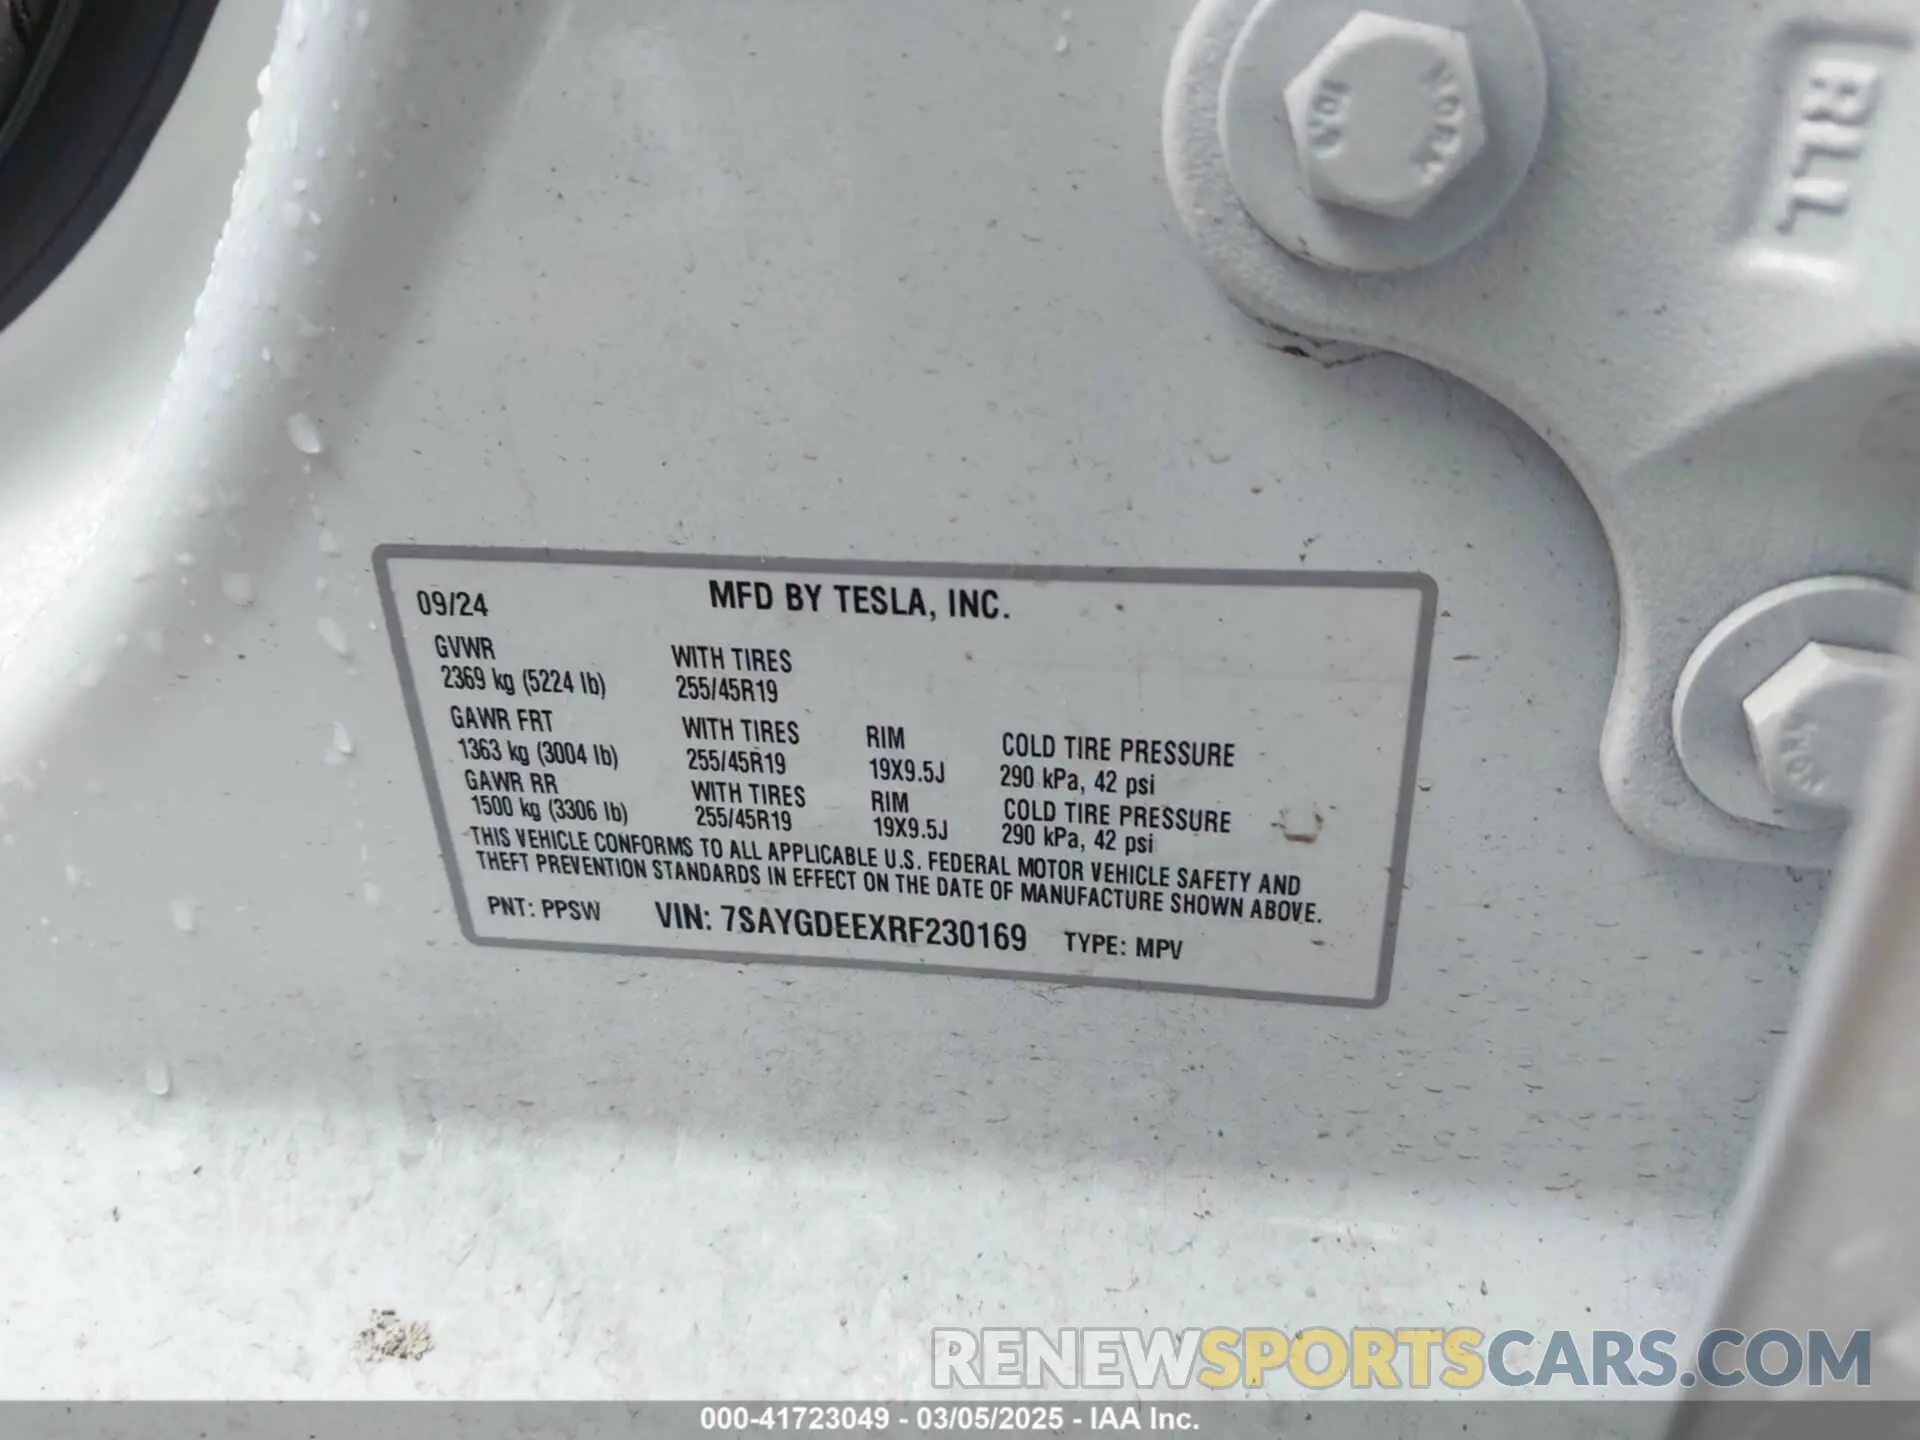 RLL
09/24 MFD BY TESLA, INC.
GVWR WITH TIRES
2369 kg (5224 lb) 255/45R19
GAWR FRT WITH TIRES RIM COLD TIRE PRESSURE
1363 kg (3004 lb) 255/45R19 19X9.5J 290 kPa, 42 psi
GAWR RR WITH TIRES RIM COLD TIRE PRESSURE
1500 kg (3306 lb) 255/45R19 19X9.5J 290 kPa, 42 psi
THIS VEHICLE CONFORMS TO ALL APPLICABLE U.S. FEDERAL MOTOR VEHICLE SAFETY AND
THEFT PREVENTION STANDARDS IN EFFECT ON THE DATE OF MANUFACTURE SHOWN ABOVE.
PNT: PPSW VIN: 7SAYGDEEXRF230169 TYPE: MPV
RENEWSPORTSCARS.COM
000-41723049 - 03/05/2025 - IAA Inc.